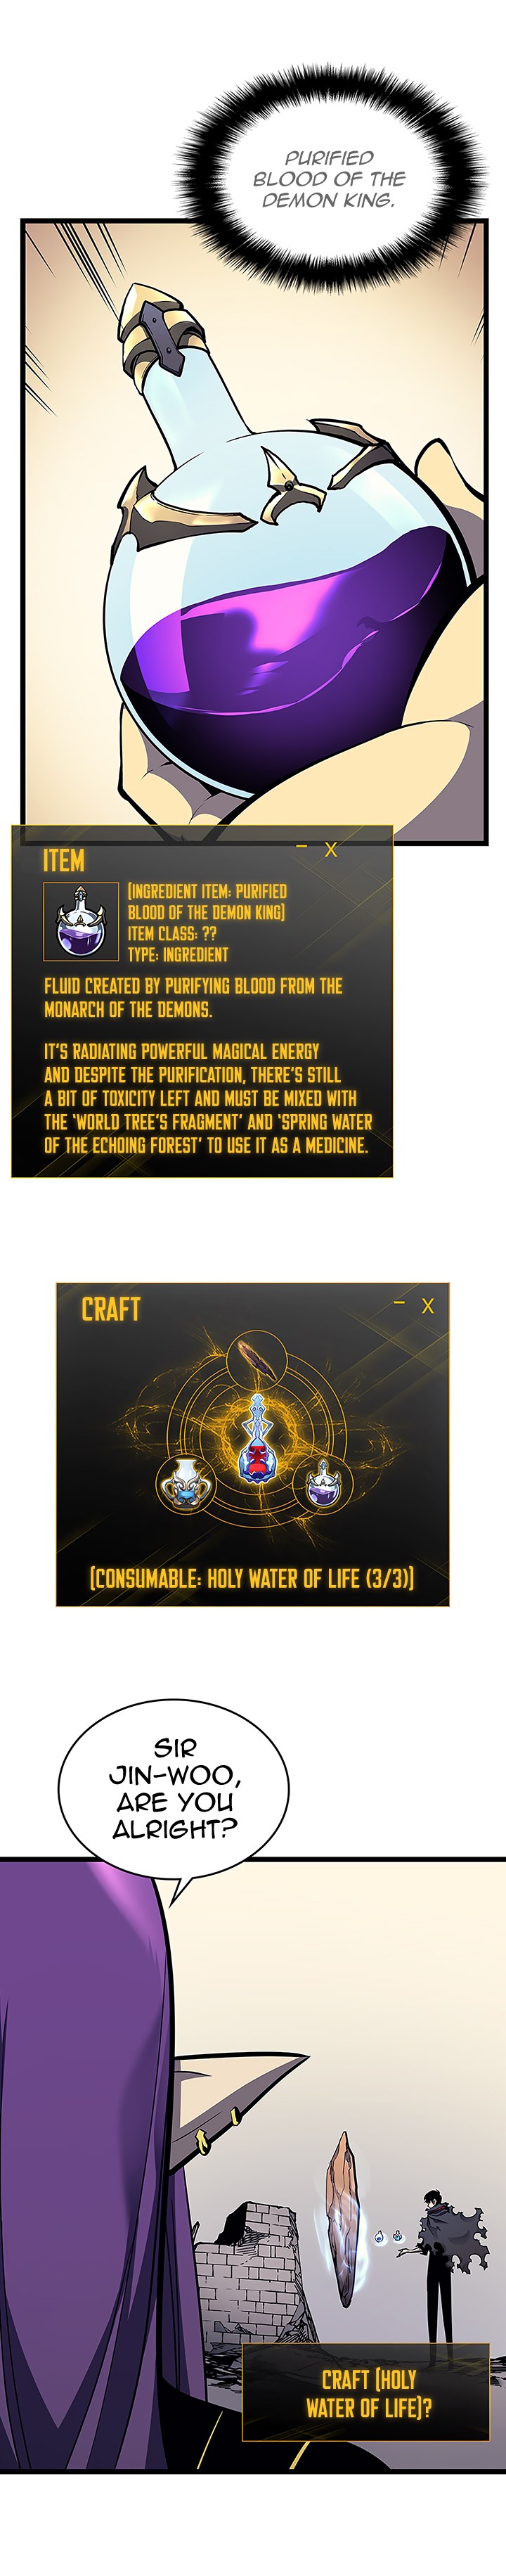 PURIFIED
BLOOD OF THE
DEMON KING.
ITEM
- X
[INGREDIENT ITEM: PURIFIED
BLOOD OF THE DEMON KING]
ITEM CLASS: ??
TYPE: INGREDIENT
FLUID CREATED BY PURIFYING BLOOD FROM THE
MONARCH OF THE DEMONS.
IT'S RADIATING POWERFUL MAGICAL ENERGY
AND DESPITE THE PURIFICATION, THERE'S STILL
A BIT OF TOXICITY LEFT AND MUST BE MIXED WITH
THE 'WORLD TREE'S FRAGMENT' AND 'SPRING WATER
OF THE ECHOING FOREST' TO USE IT AS A MEDICINE.
CRAFT
- X
[CONSUMABLE: HOLY WATER OF LIFE (3/3)]
SIR
JIN-WOO,
ARE YOU
ALRIGHT?
CRAFT [HOLY
WATER OF LIFE]?